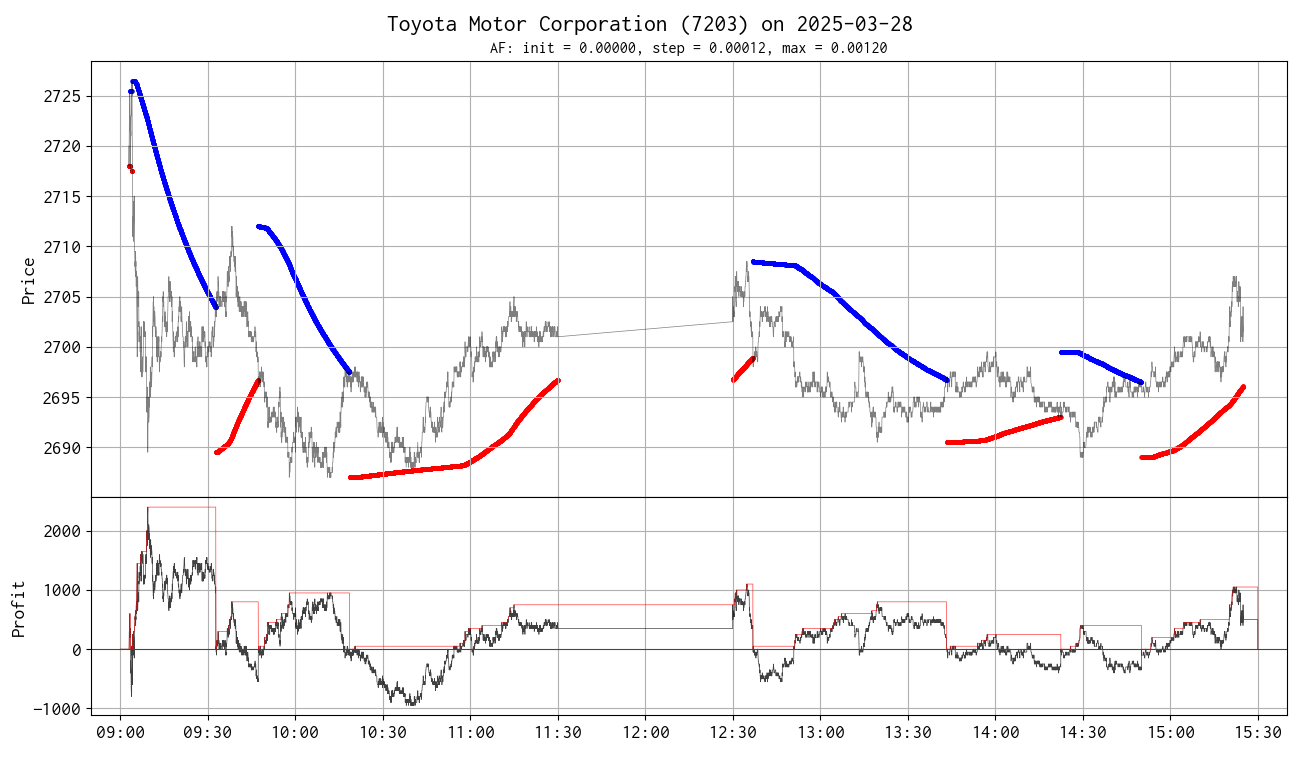 Toyota Motor Corporation (7203) on 2025-03-28
AF: init = 0.00000, step = 0.00012, max = 0.00120
Price
2725
2720
2715
2710
2705
2700
2695
2690
Profit
2000
1000
0
−1000
09:00 09:30 10:00 10:30 11:00 11:30 12:00 12:30 13:00 13:30 14:00 14:30 15:00 15:30